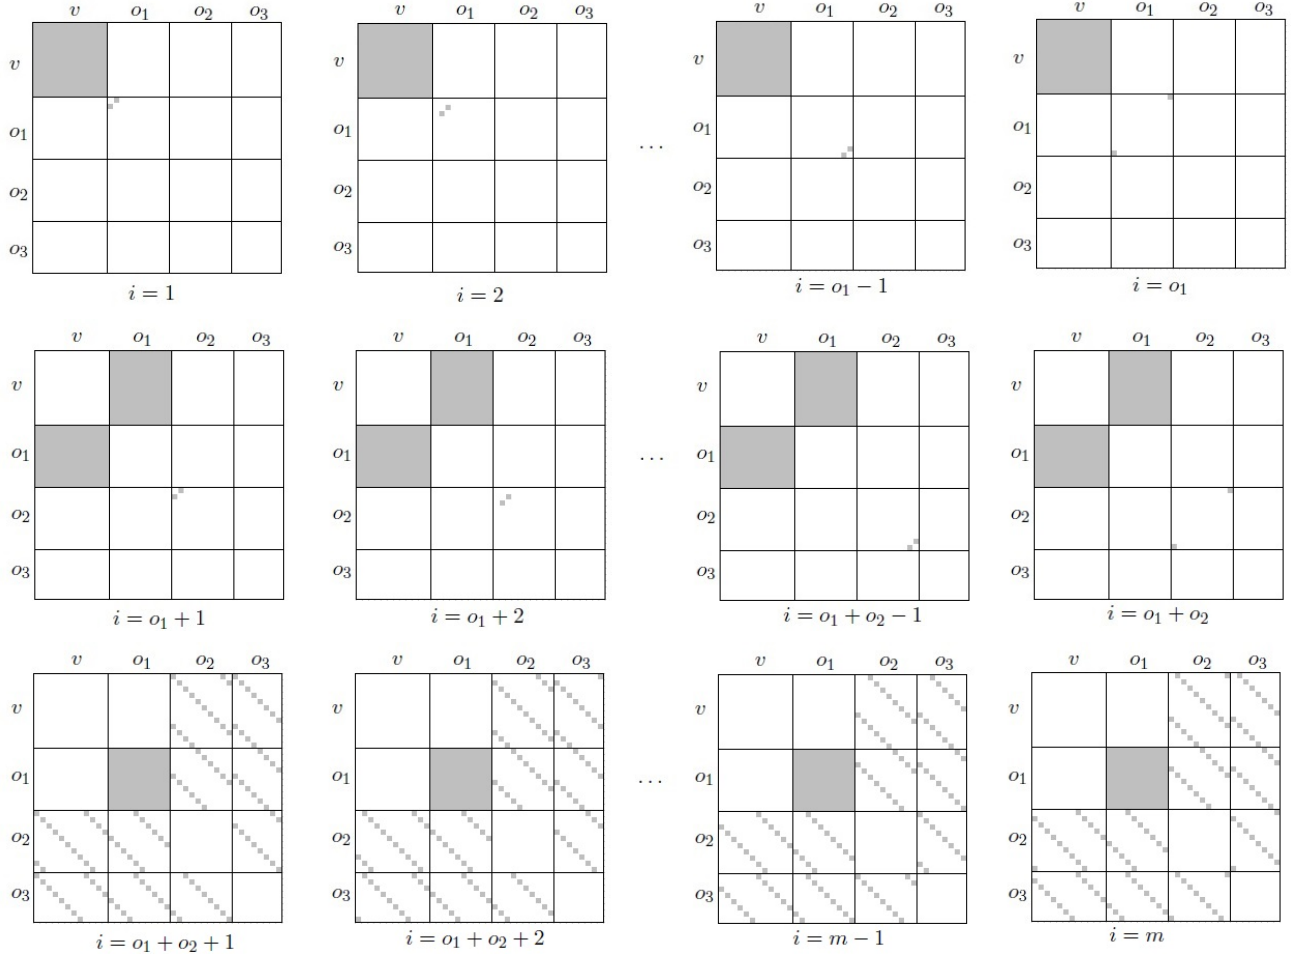 v o₁ o₂ o₃ v o₁ o₂ o₃ v o₁ o₂ o₃ v o₁ o₂ o₃
v v v v
o₁ o₁ ... o₁ o₁
o₂ o₂ o₂ o₂
o₃ o₃ o₃ o₃
i = 1 i = 2 i = o₁ − 1 i = o₁
v o₁ o₂ o₃ v o₁ o₂ o₃ v o₁ o₂ o₃ v o₁ o₂ o₃
v v v v
o₁ o₁ ... o₁ o₁
o₂ o₂ o₂ o₂
o₃ o₃ o₃ o₃
i = o₁ + 1 i = o₁ + 2 i = o₁ + o₂ − 1 i = o₁ + o₂
v o₁ o₂ o₃ v o₁ o₂ o₃ v o₁ o₂ o₃ v o₁ o₂ o₃
v v v v
o₁ o₁ ... o₁ o₁
o₂ o₂ o₂ o₂
o₃ o₃ o₃ o₃
i = o₁ + o₂ + 1 i = o₁ + o₂ + 2 i = m − 1 i = m